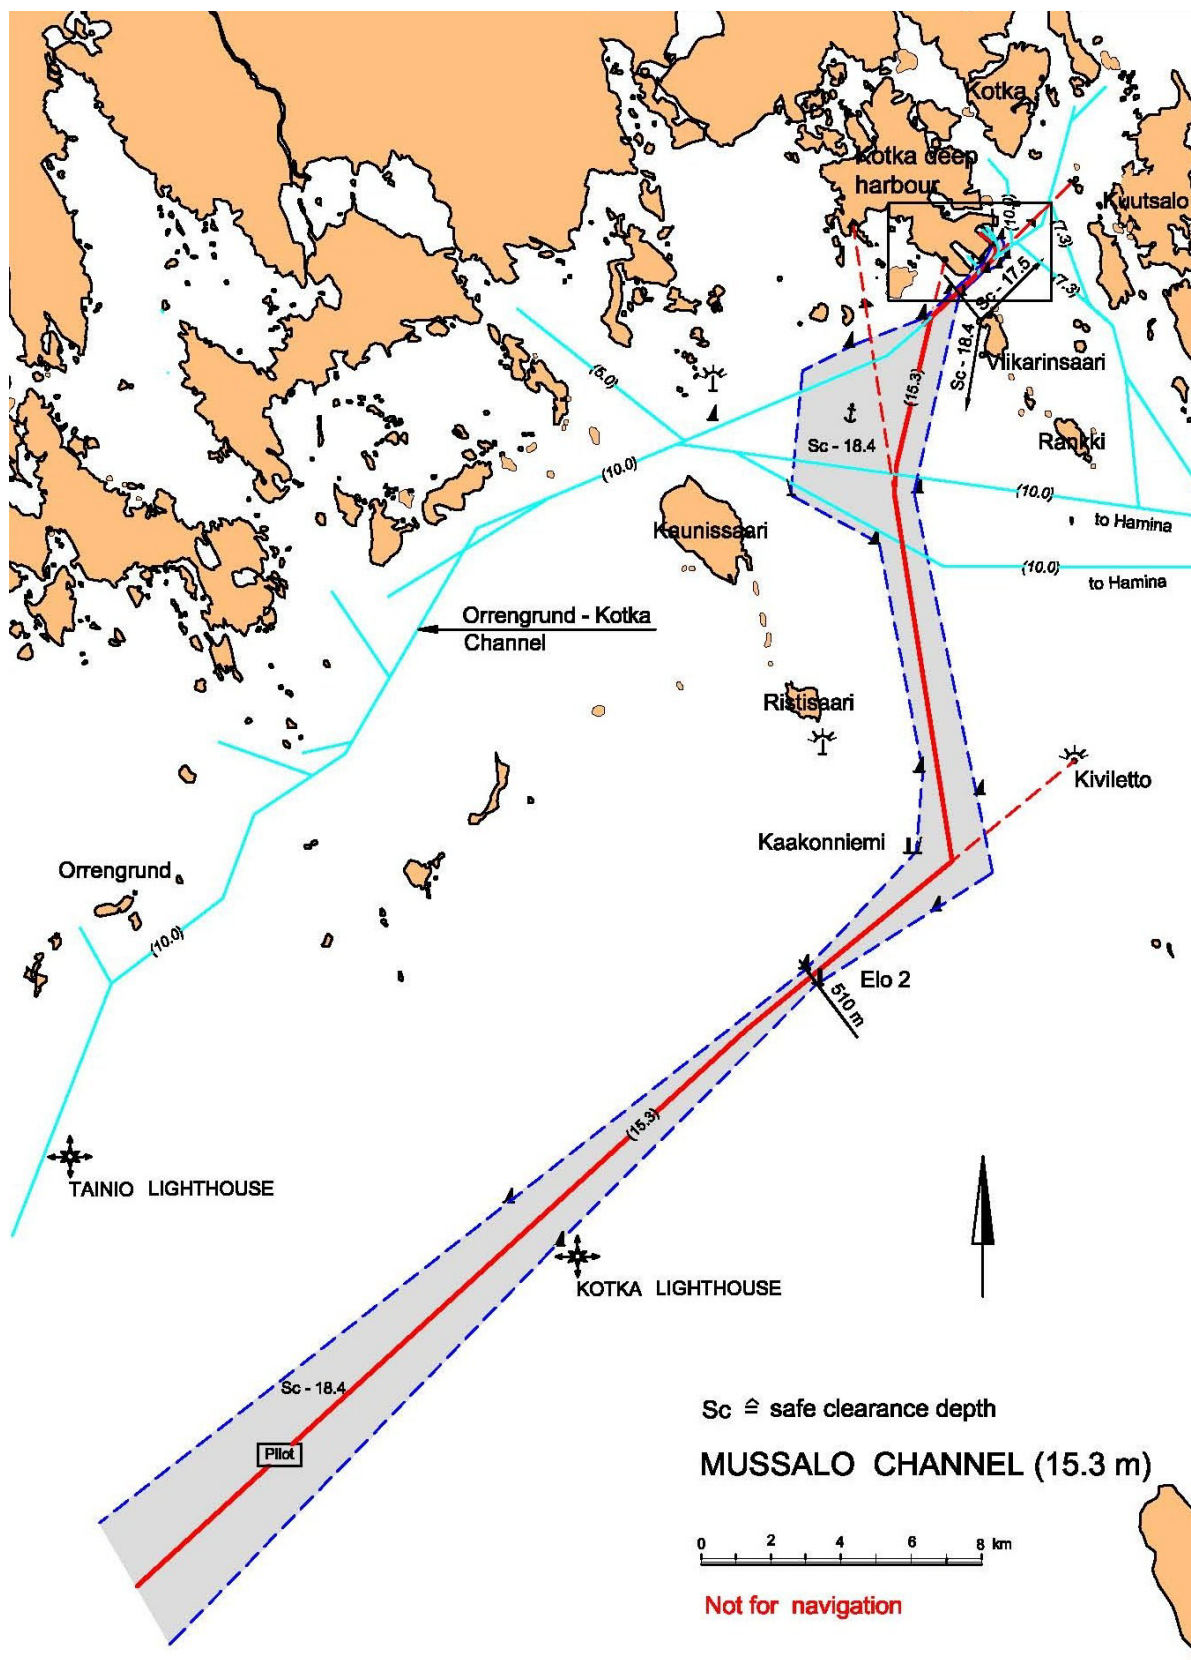 Kotka
Kotka deep
harbour
Kuutsalo
(10.0)
(7.3)
(7.3)
Sc - 17.5
Sc - 18.4
Viikarinsaari
(15.3)
(5.0)
Sc - 18.4
Rankki
(10.0)
(10.0)
to Hamina
Kaunissaari
(10.0)
to Hamina
Orrengrund - Kotka
Channel
Ristisaari
Kiviletto
Kaakonniemi
Orrengrund
(10.0)
Elo 2
510 m
(15.3)
TAINIO LIGHTHOUSE
KOTKA LIGHTHOUSE
Sc - 18.4
Pilot
Sc ≙ safe clearance depth
MUSSALO CHANNEL (15.3 m)
0 2 4 6 8 km
Not for navigation